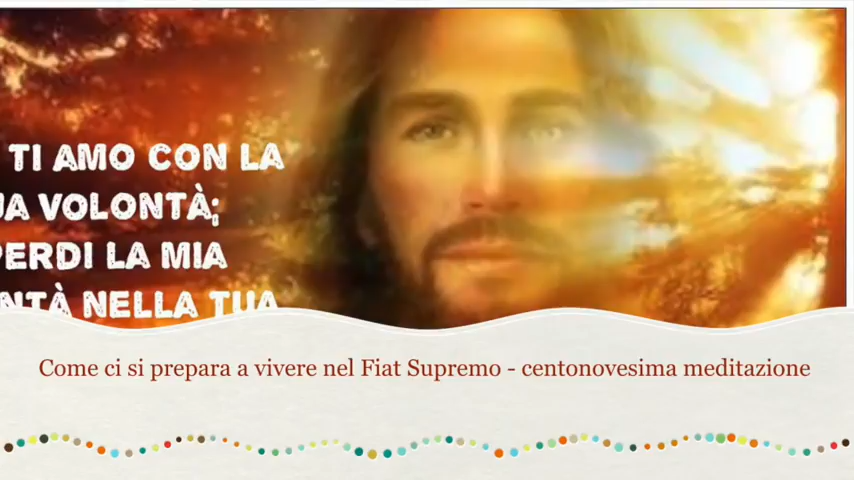 TI AMO CON LA
VOLONTÀ;
LA MIA
NELLA TUA
Come ci si prepara a vivere nel Fiat Supremo - centonovesima meditazione